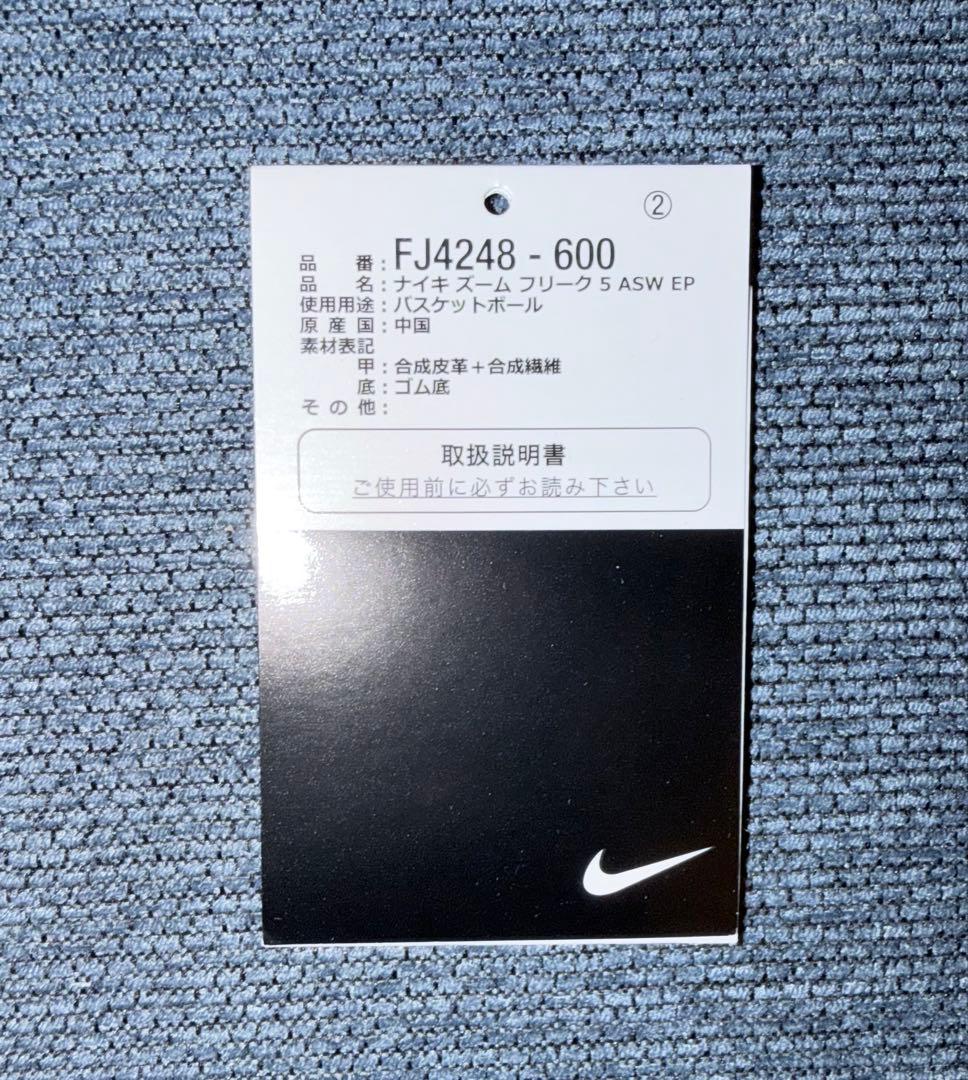 ②
品 番：FJ4248 - 600
品 名：ナイキ ズーム フリーク 5 ASW EP
使用用途：バスケットボール
原産国：中国
素材表記
甲：合成皮革＋合成繊維
底：ゴム底
その他：
取扱説明書
ご使用前に必ずお読み下さい